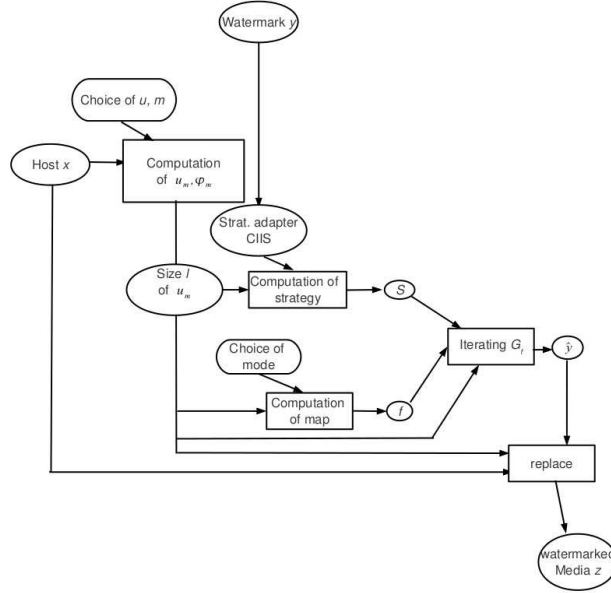 Watermark y
Choice of u, m
Host x
Computation
of u_m, φ_m
Strat. adapter
CIIS
Size l
of u_m
Computation of
strategy
S
Choice of
mode
Iterating G_f
ŷ
Computation
of map
f
replace
watermarked
Media z